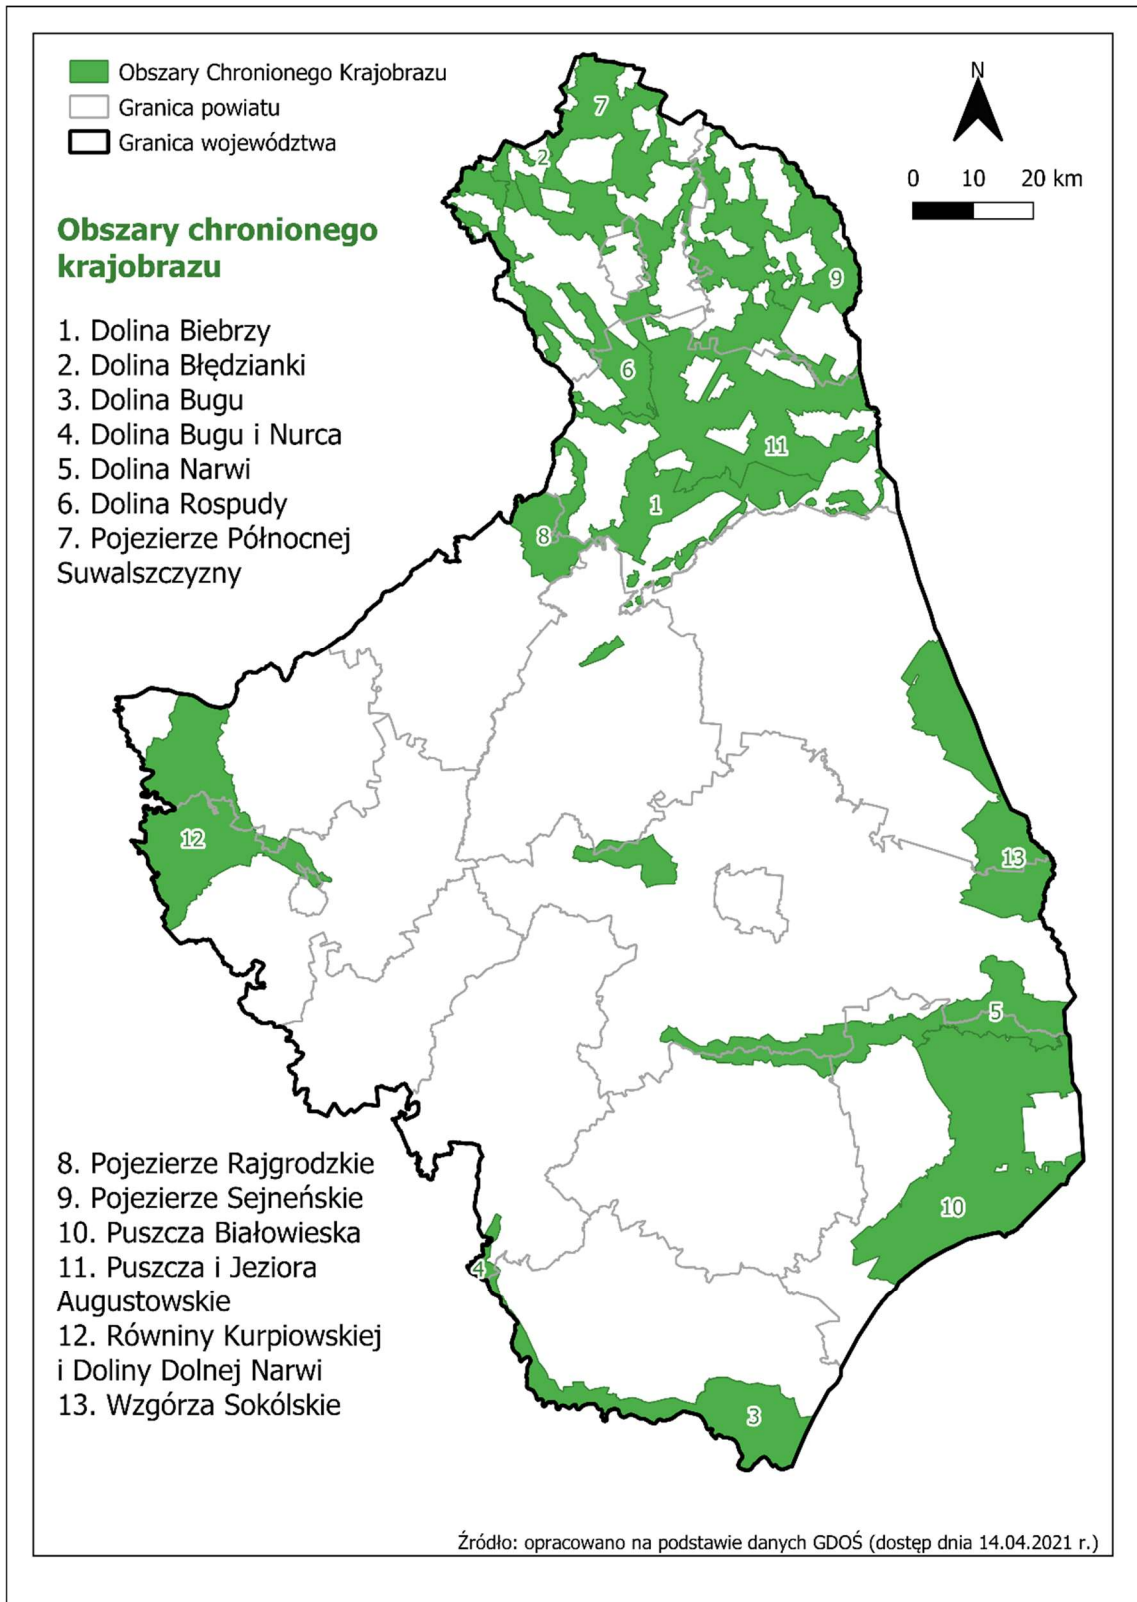 Obszary Chronionego Krajobrazu
Granica powiatu
Granica województwa
N
0 10 20 km
Obszary chronionego
krajobrazu
1. Dolina Biebrzy
2. Dolina Błędzianki
3. Dolina Bugu
4. Dolina Bugu i Nurca
5. Dolina Narwi
6. Dolina Rospudy
7. Pojezierze Północnej
Suwalszczyzny
7
2
9
6
11
1
8
12
13
5
10
4
3
8. Pojezierze Rajgrodzkie
9. Pojezierze Sejneńskie
10. Puszcza Białowieska
11. Puszcza i Jeziora
Augustowskie
12. Równiny Kurpiowskiej
i Doliny Dolnej Narwi
13. Wzgórza Sokólskie
Źródło: opracowano na podstawie danych GDOŚ (dostęp dnia 14.04.2021 r.)